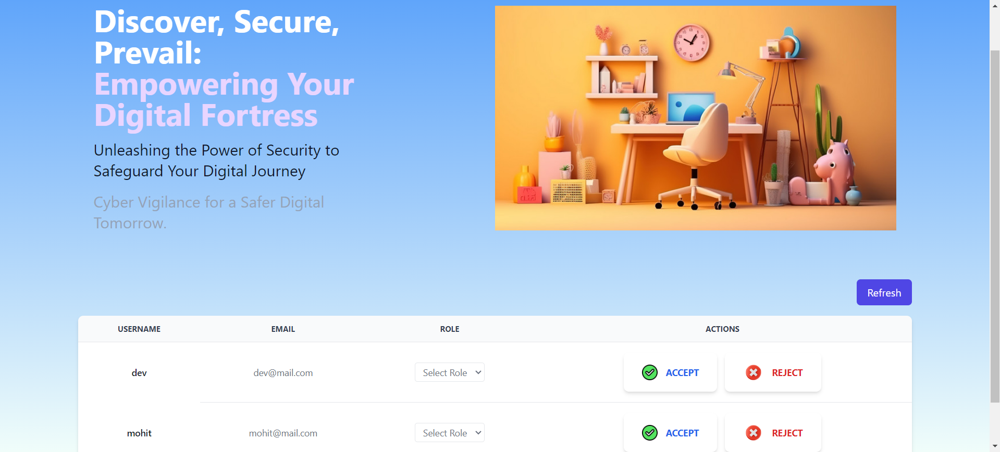 Discover, Secure,
Prevail:
Empowering Your
Digital Fortress
Unleashing the Power of Security to
Safeguard Your Digital Journey
Cyber Vigilance for a Safer Digital
Tomorrow.
Refresh
USERNAME EMAIL ROLE ACTIONS
dev dev@mail.com Select Role ACCEPT REJECT
mohit mohit@mail.com Select Role ACCEPT REJECT